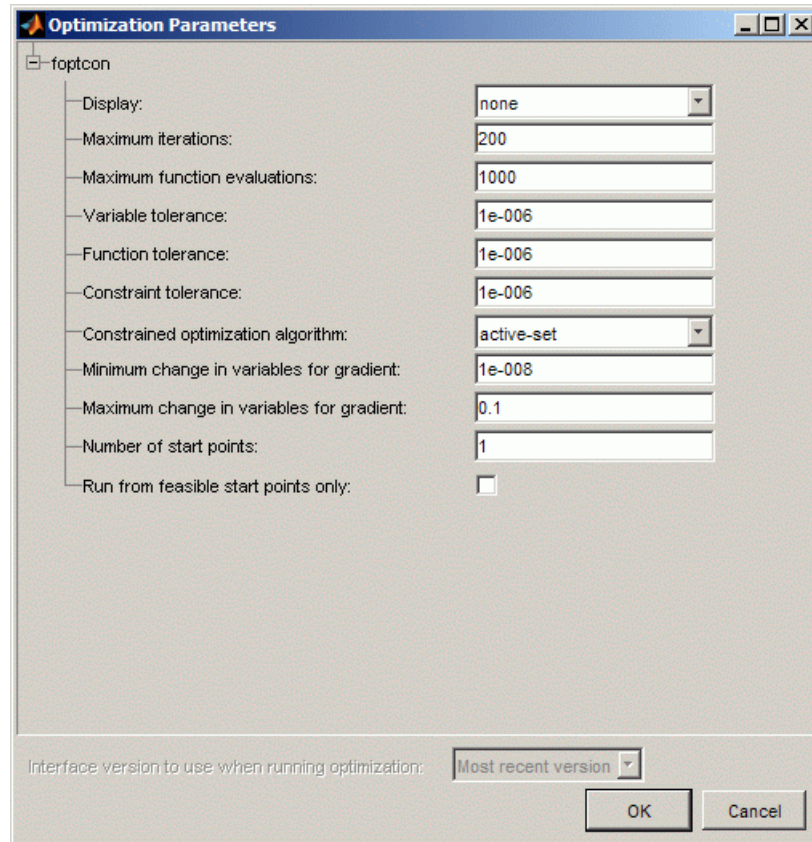 Optimization Parameters
foptcon
Display: none
Maximum iterations: 200
Maximum function evaluations: 1000
Variable tolerance: 1e-006
Function tolerance: 1e-006
Constraint tolerance: 1e-006
Constrained optimization algorithm: active-set
Minimum change in variables for gradient: 1e-008
Maximum change in variables for gradient: 0.1
Number of start points: 1
Run from feasible start points only:
Interface version to use when running optimization: Most recent version
OK Cancel